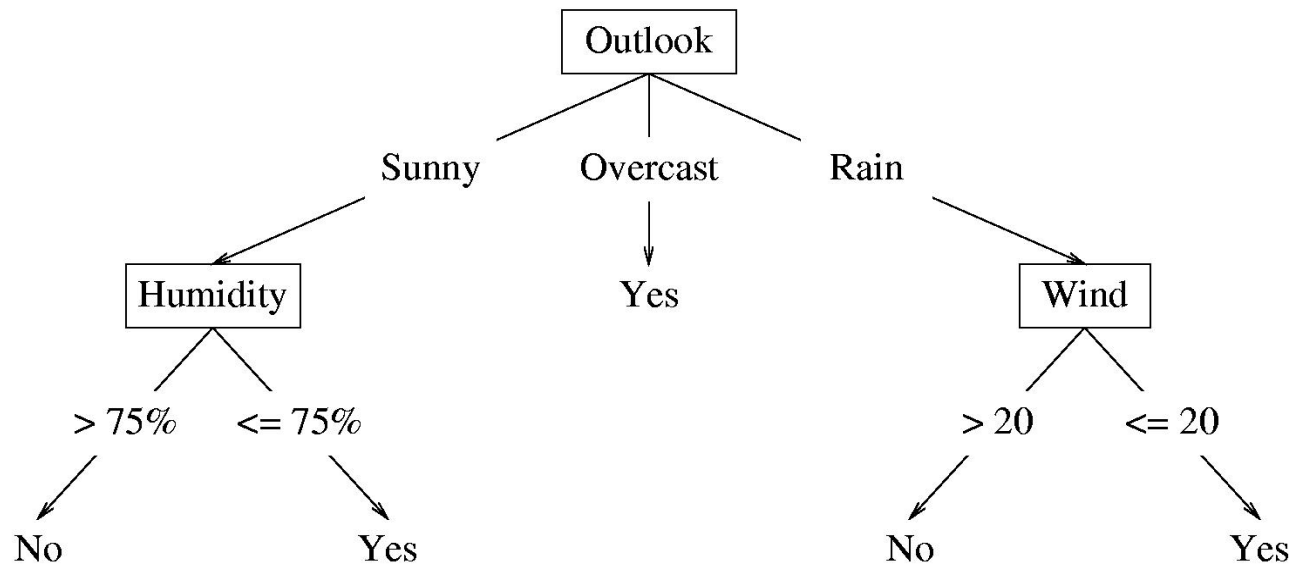 Outlook
Sunny Overcast Rain
Humidity Yes Wind
> 75% <= 75% > 20 <= 20
No Yes No Yes